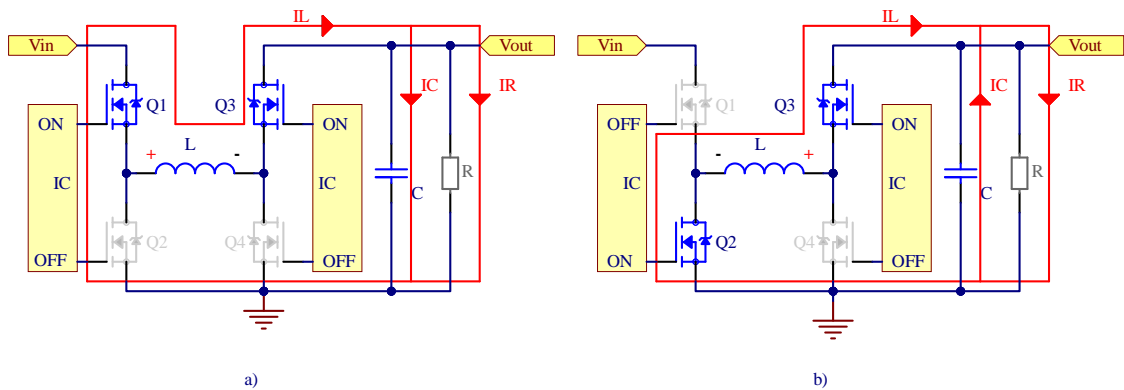 IL
Vin
Vout
Q1
Q3
IC
IR
ON
ON
L
+
-
IC
IC
C
R
Q2
Q4
OFF
OFF
a)
IL
Vin
Vout
Q1
Q3
IC
IR
OFF
ON
L
-
+
IC
IC
C
R
Q2
Q4
ON
OFF
b)